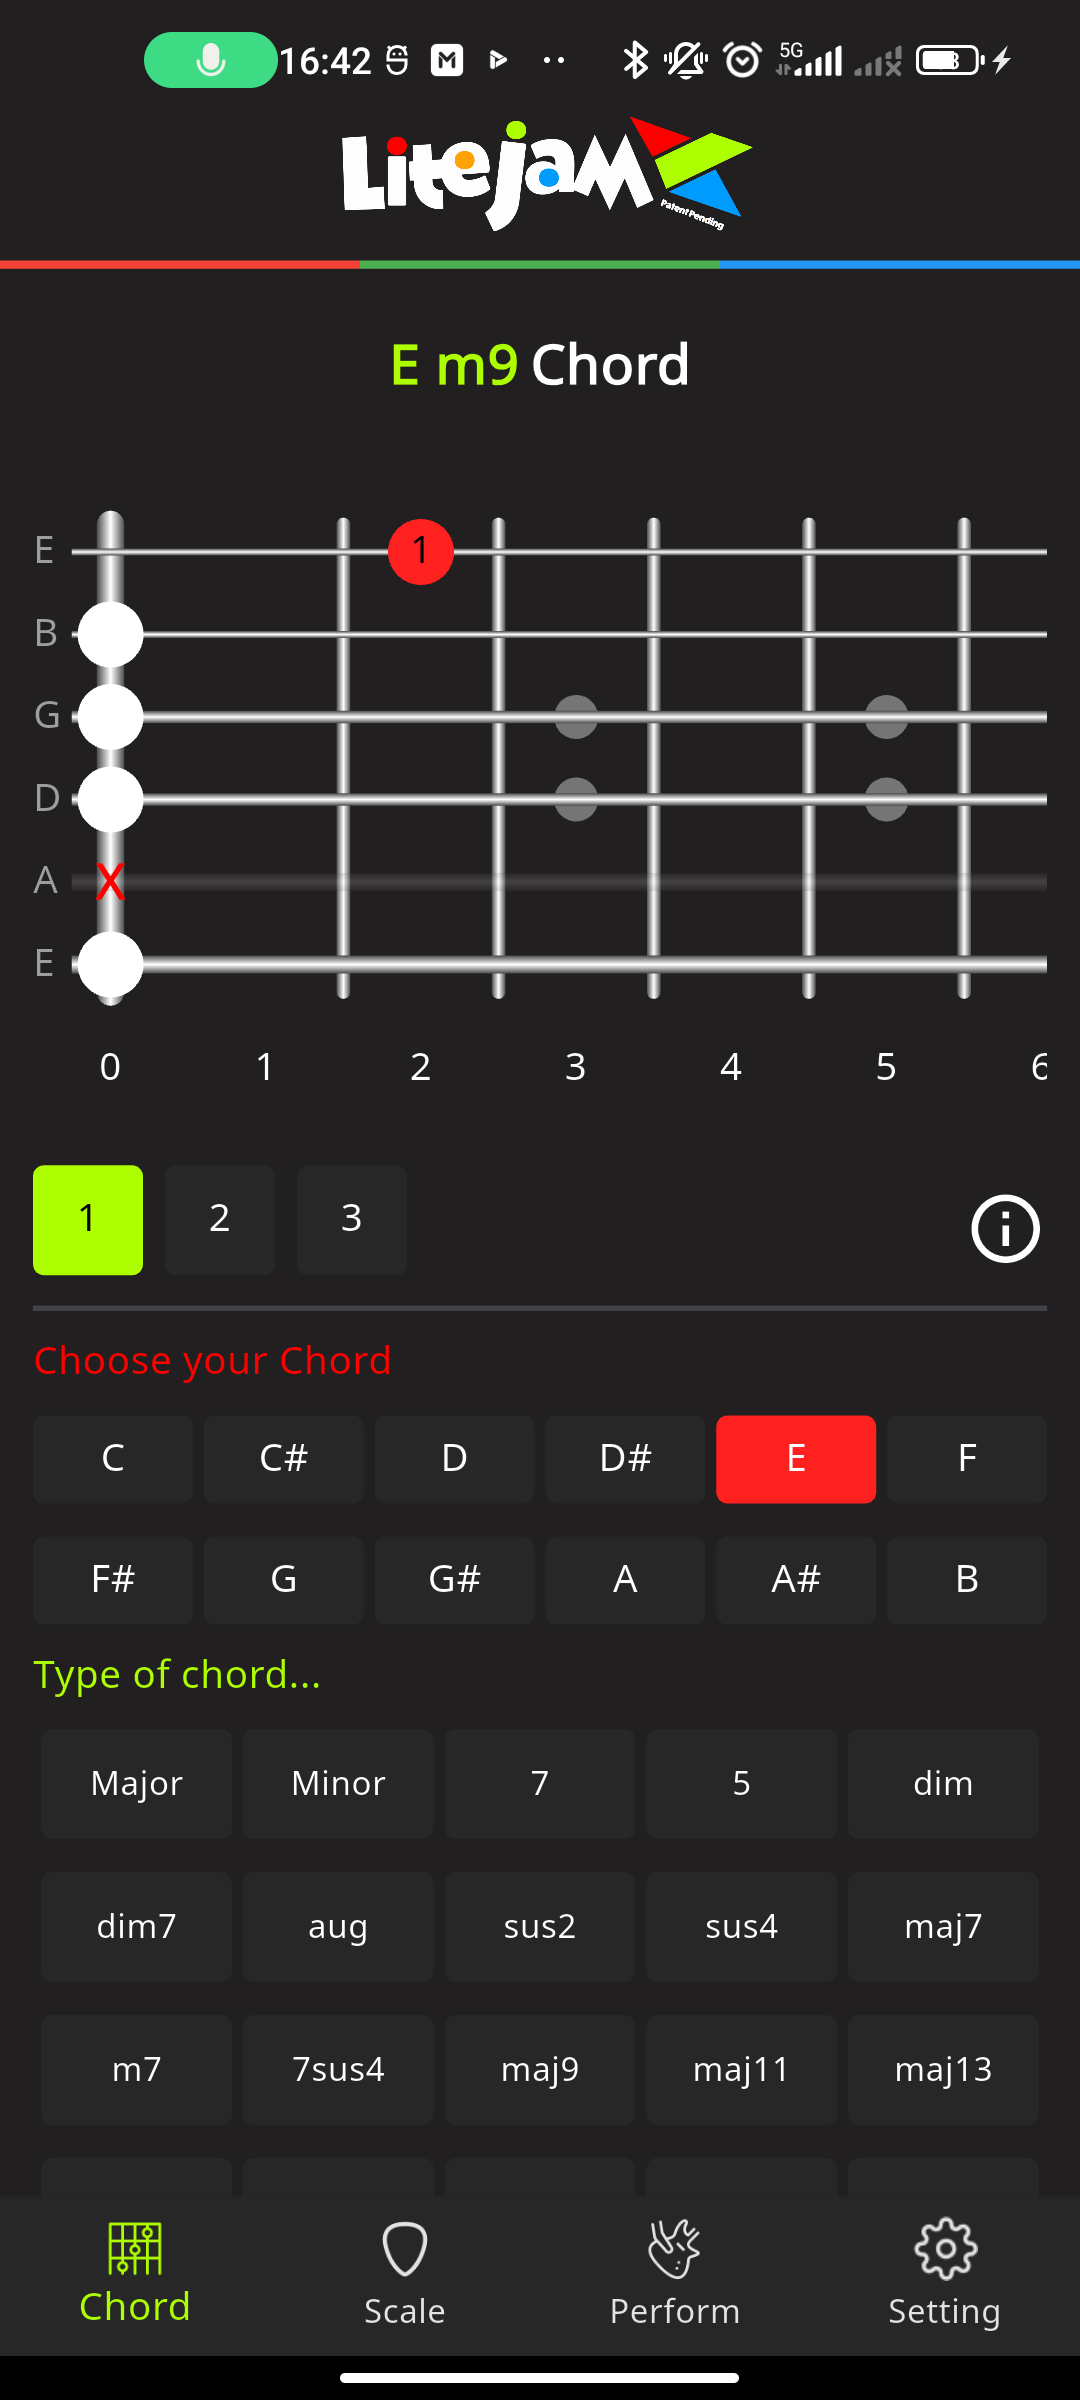 16:42 5G
Litejam
Patent Pending
E m9 Chord
E 1
B
G
D
A X
E
0 1 2 3 4 5 6
1 2 3
Choose your Chord
C C# D D# E F
F# G G# A A# B
Type of chord...
Major Minor 7 5 dim
dim7 aug sus2 sus4 maj7
m7 7sus4 maj9 maj11 maj13
Chord Scale Perform Setting